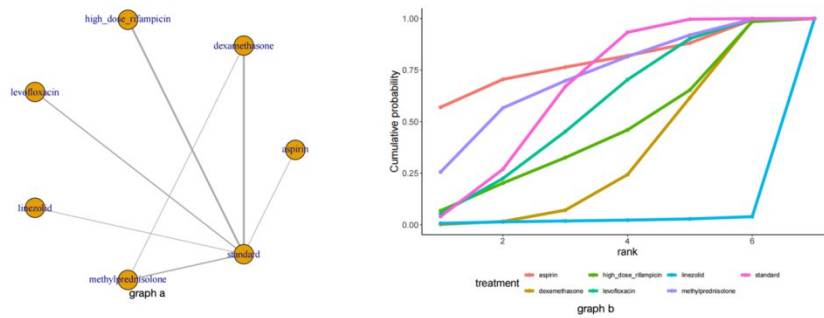 high_dose_rifampicin
dexamethasone
levofloxacin
aspirin
linezolid
standard
methylprednisolone
graph a
1.00
0.75
0.50
0.25
0.00
Cumulative probability
2 4 6
rank
treatment
aspirin high_dose_rifampicin linezolid standard
dexamethasone levofloxacin methylprednisolone
graph b